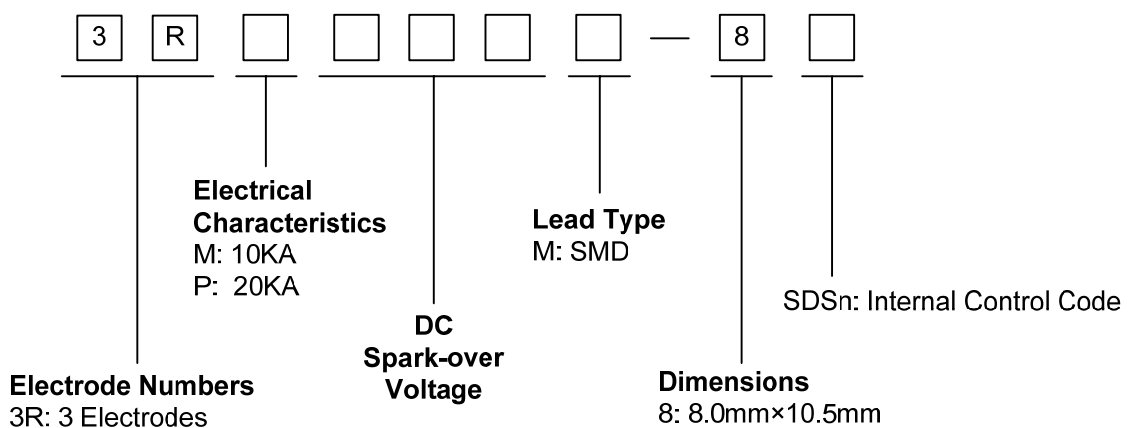 3 R — 8
Electrical
Characteristics
M: 10KA
P: 20KA
Lead Type
M: SMD
SDSn: Internal Control Code
DC
Spark-over
Voltage
Electrode Numbers
3R: 3 Electrodes
Dimensions
8: 8.0mm×10.5mm